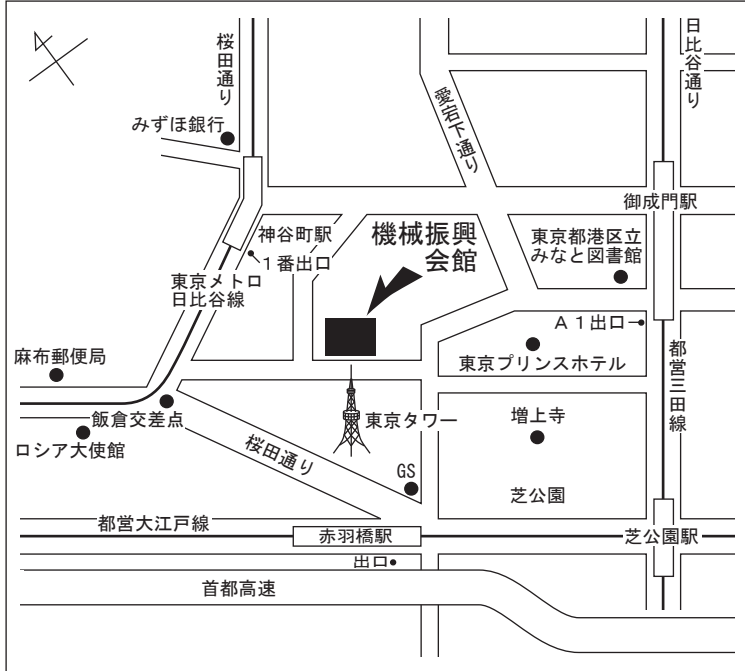 桜田通り
日比谷通り
みずほ銀行
愛宕下通り
御成門駅
神谷町駅
1番出口
機械振興
会館
東京都港区立
みなと図書館
東京メトロ
日比谷線
A1出口
麻布郵便局
東京プリンスホテル
都営三田線
飯倉交差点
東京タワー
増上寺
ロシア大使館
桜田通り
GS
芝公園
都営大江戸線
赤羽橋駅
芝公園駅
出口
首都高速